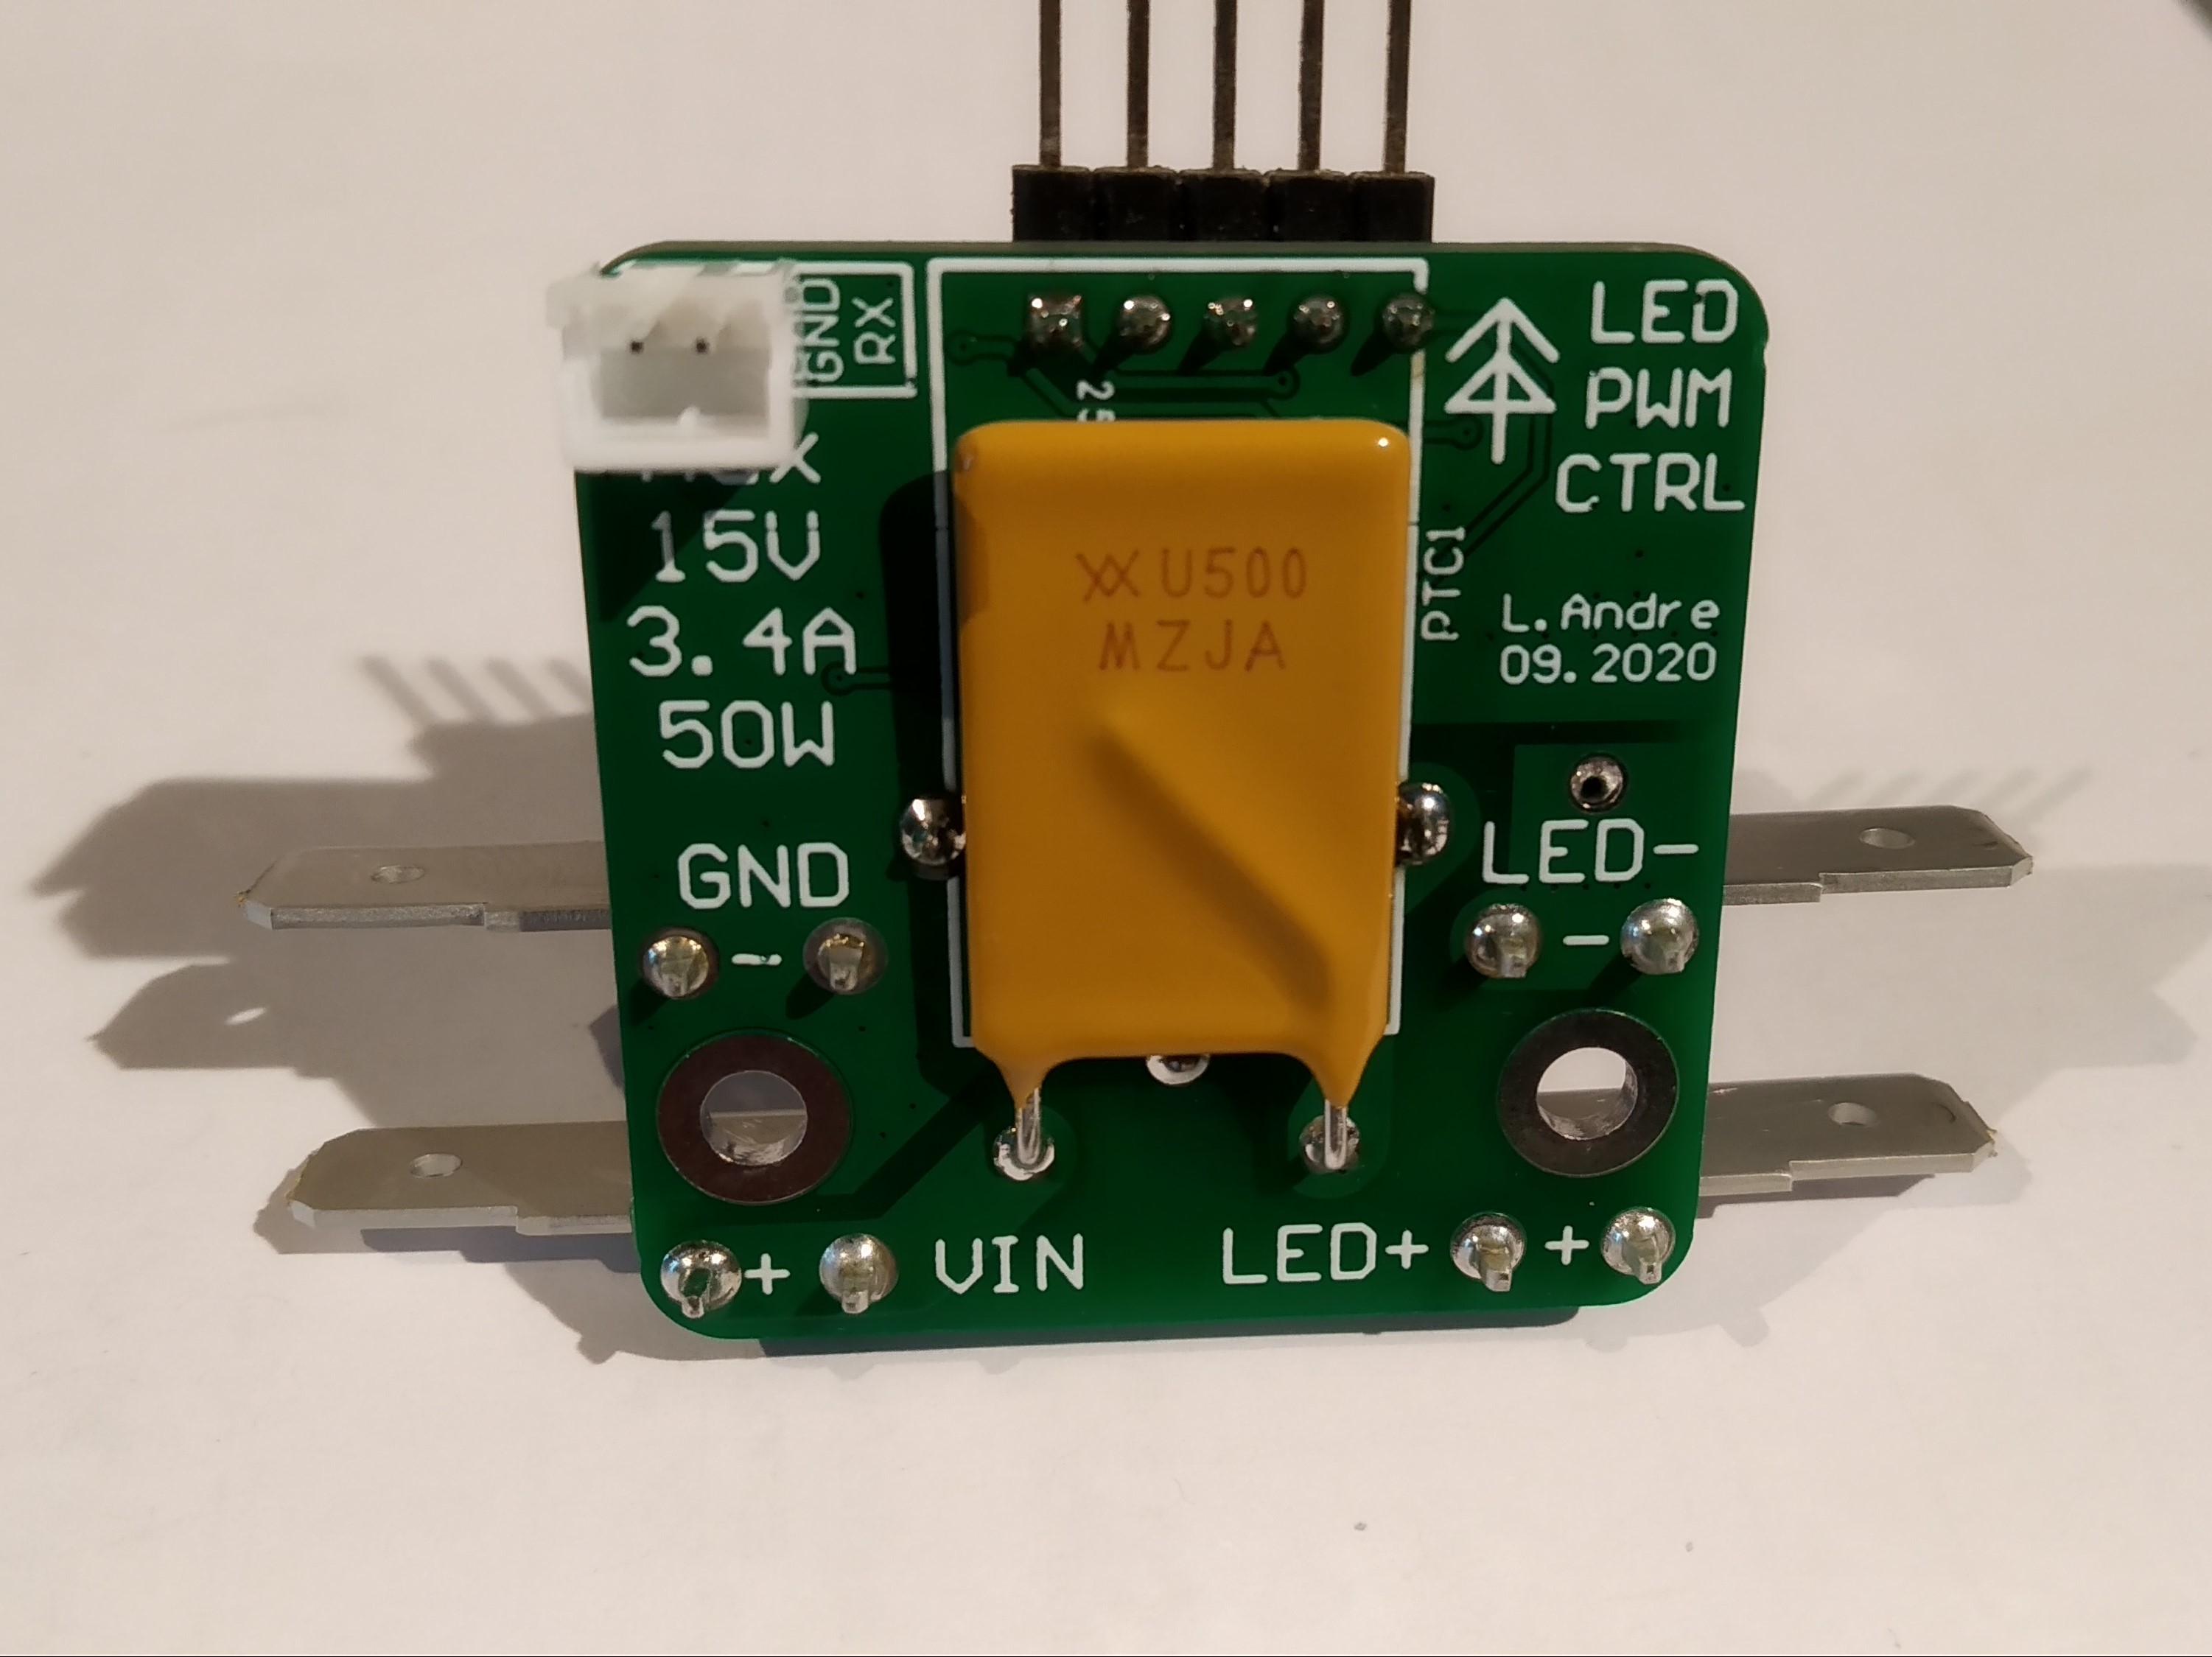 GND
RX
LED
PWM
CTRL
15V
3.4A
50W
U500
MZJA
PTC1
L.Andre
09.2020
GND
-
LED-
-
+ VIN
LED+ +